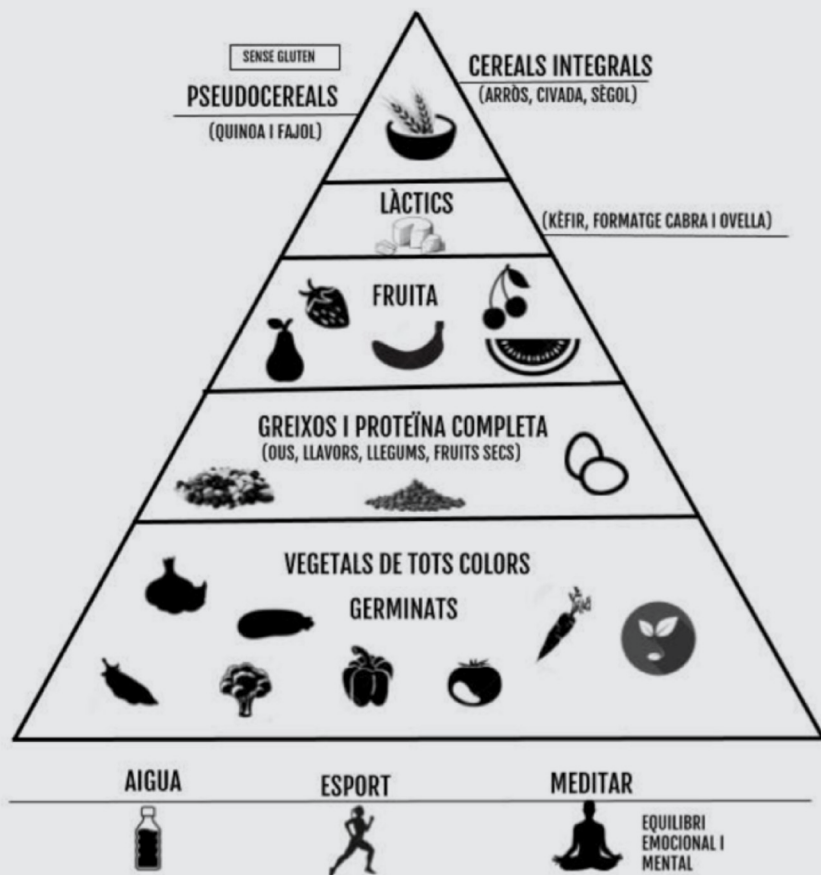 SENSE GLUTEN
PSEUDOCEREALS
(QUINOA I FAJOL)
CEREALS INTEGRALS
(ARRÒS, CIVADA, SÈGOL)
LÀCTICS
(KÈFIR, FORMATGE CABRA I OVELLA)
FRUITA
GREIXOS I PROTEÏNA COMPLETA
(OUS, LLAVORS, LLEGUMS, FRUITS SECS)
VEGETALS DE TOTS COLORS
GERMINATS
AIGUA
ESPORT
MEDITAR
EQUILIBRI
EMOCIONAL I
MENTAL